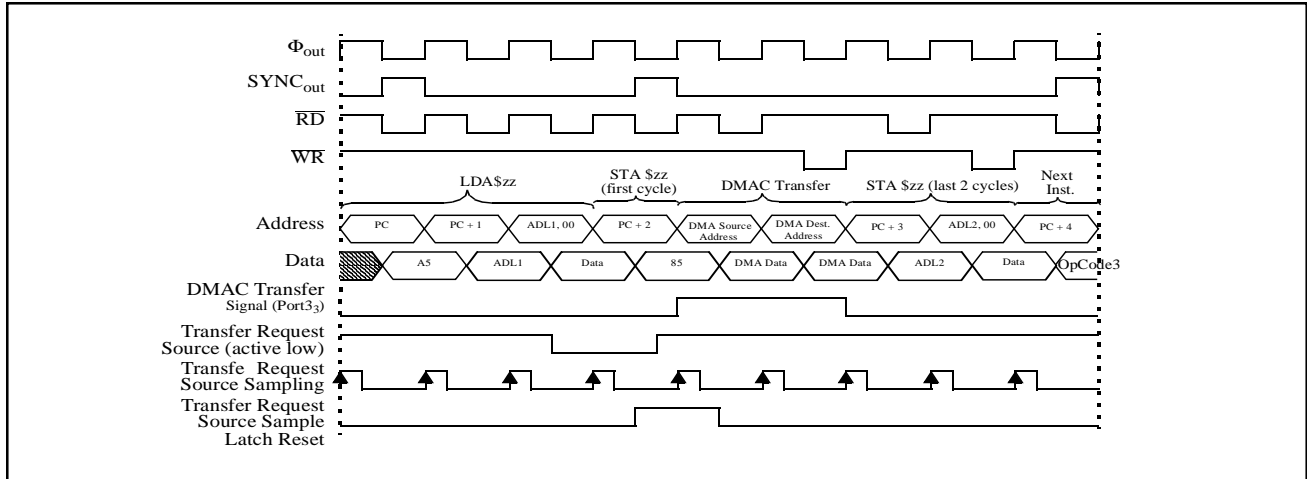 Φout
SYNCout
RD
WR
LDA$zz
STA $zz
(first cycle)
DMAC Transfer
STA $zz (last 2 cycles)
Next
Inst.
Address
PC
PC + 1
ADL1, 00
PC + 2
DMA Source
Address
DMA Dest.
Address
PC + 3
ADL2, 00
PC + 4
Data
A5
ADL1
Data
85
DMA Data
DMA Data
ADL2
Data
OpCode3
DMAC Transfer
Signal (Port33)
Transfer Request
Source (active low)
Transfe Request
Source Sampling
Transfer Request
Source Sample
Latch Reset